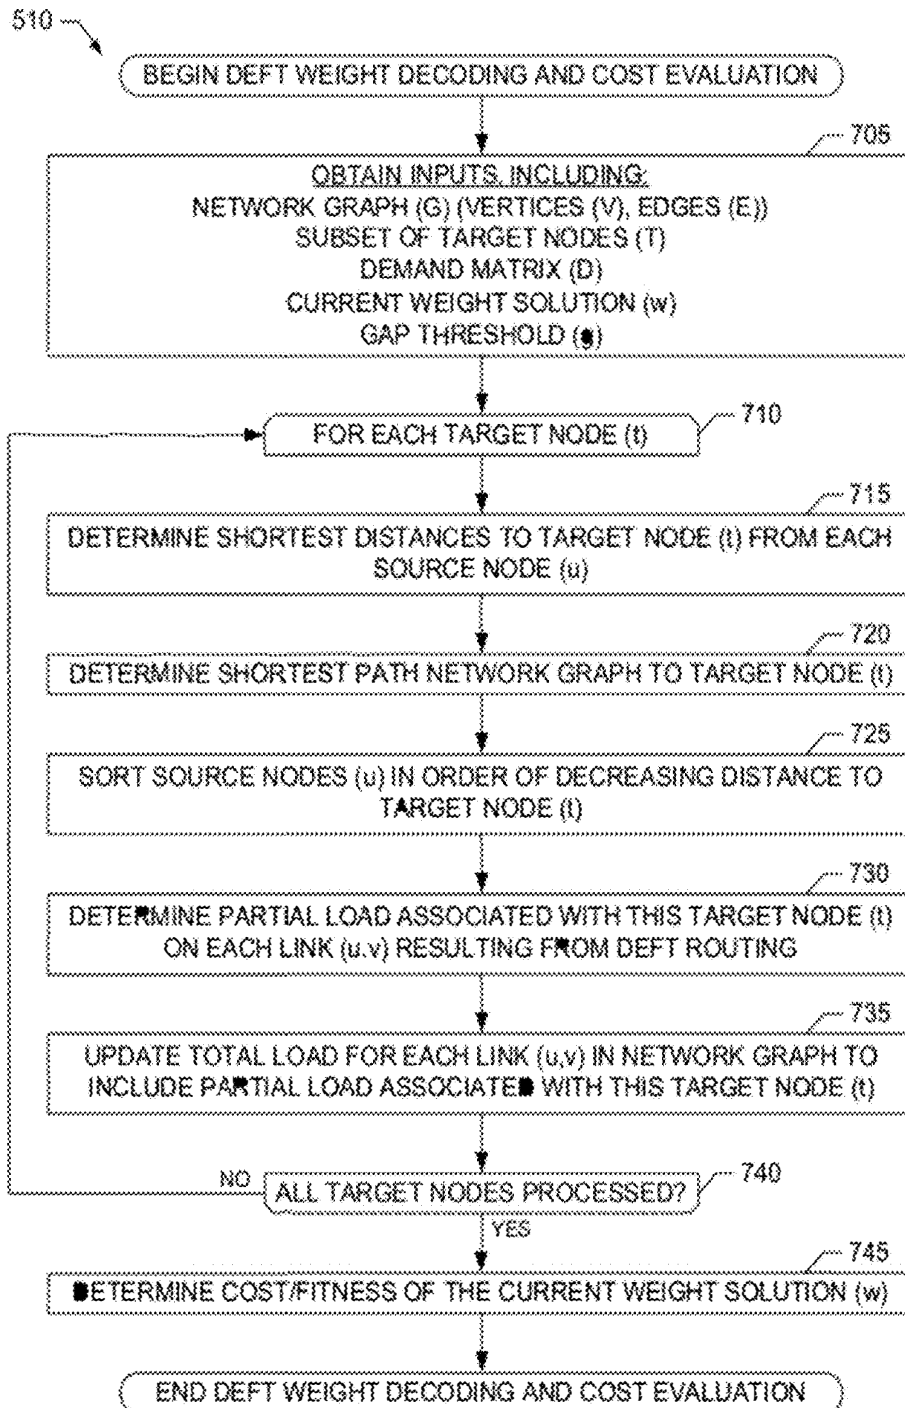 510
BEGIN DEFT WEIGHT DECODING AND COST EVALUATION
705
OBTAIN INPUTS, INCLUDING:
NETWORK GRAPH (G) (VERTICES (V), EDGES (E))
SUBSET OF TARGET NODES (T)
DEMAND MATRIX (D)
CURRENT WEIGHT SOLUTION (w)
GAP THRESHOLD
710
FOR EACH TARGET NODE (t)
715
DETERMINE SHORTEST DISTANCES TO TARGET NODE (t) FROM EACH
SOURCE NODE (u)
720
DETERMINE SHORTEST PATH NETWORK GRAPH TO TARGET NODE (t)
725
SORT SOURCE NODES (u) IN ORDER OF DECREASING DISTANCE TO
TARGET NODE (t)
730
DETERMINE PARTIAL LOAD ASSOCIATED WITH THIS TARGET NODE (t)
ON EACH LINK (u,v) RESULTING FROM DEFT ROUTING
735
UPDATE TOTAL LOAD FOR EACH LINK (u,v) IN NETWORK GRAPH TO
INCLUDE PARTIAL LOAD ASSOCIATED WITH THIS TARGET NODE (t)
740
NO
ALL TARGET NODES PROCESSED?
YES
745
DETERMINE COST/FITNESS OF THE CURRENT WEIGHT SOLUTION (w)
END DEFT WEIGHT DECODING AND COST EVALUATION